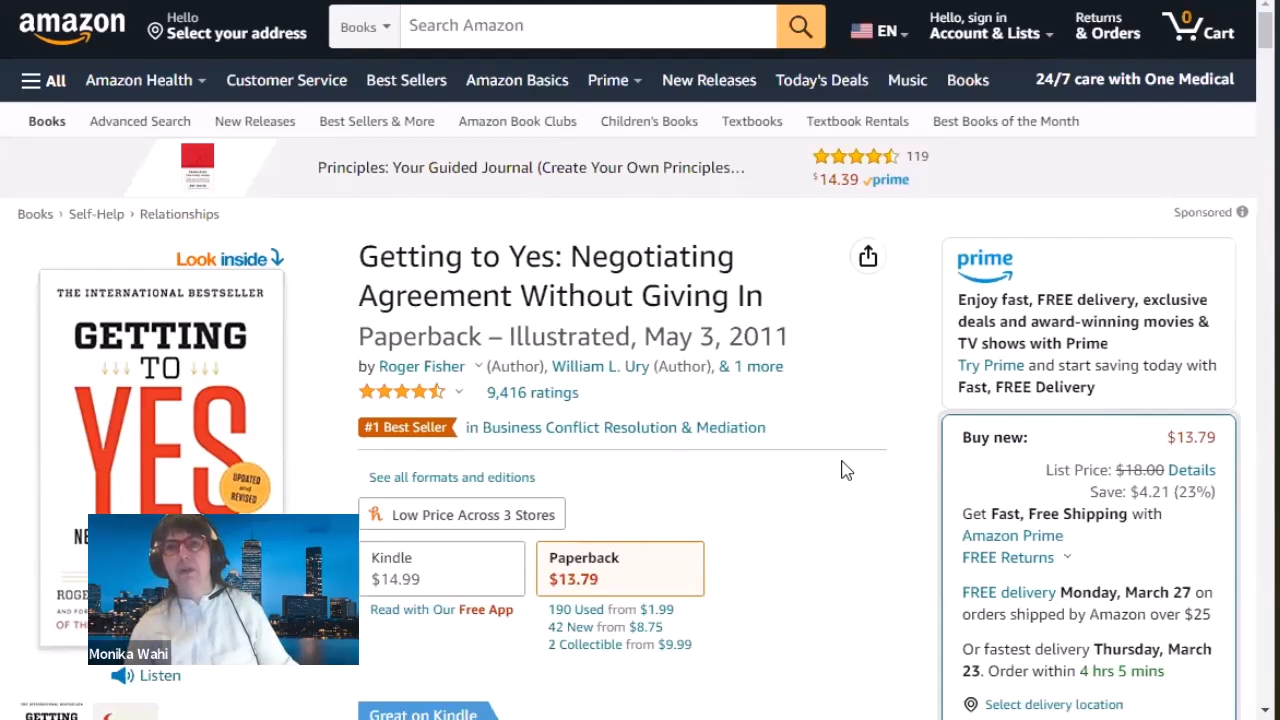 amazon
Hello
Select your address
Books
Search Amazon
EN
Hello, sign in
Account & Lists
Returns
& Orders
0
Cart
All
Amazon Health
Customer Service
Best Sellers
Amazon Basics
Prime
New Releases
Today's Deals
Music
Books
24/7 care with One Medical
Books
Advanced Search
New Releases
Best Sellers & More
Amazon Book Clubs
Children's Books
Textbooks
Textbook Rentals
Best Books of the Month
Principles: Your Guided Journal (Create Your Own Principles…
119
$14.39 prime
Books › Self-Help › Relationships
Sponsored
Look inside
THE INTERNATIONAL BESTSELLER
GETTING
TO
YES
UPDATED
and
REVISED
NE
ROGE
AND FOR
OF THE
Monika Wahi
Listen
THE INTERNATIONAL BESTSELLER
GETTING
Getting to Yes: Negotiating
Agreement Without Giving In
Paperback – Illustrated, May 3, 2011
by Roger Fisher (Author), William L. Ury (Author), & 1 more
9,416 ratings
#1 Best Seller in Business Conflict Resolution & Mediation
See all formats and editions
Low Price Across 3 Stores
Kindle
$14.99
Read with Our Free App
Paperback
$13.79
190 Used from $1.99
42 New from $8.75
2 Collectible from $9.99
Great on Kindle
prime
Enjoy fast, FREE delivery, exclusive
deals and award-winning movies &
TV shows with Prime
Try Prime and start saving today with
Fast, FREE Delivery
Buy new: $13.79
List Price: $18.00 Details
Save: $4.21 (23%)
Get Fast, Free Shipping with
Amazon Prime
FREE Returns
FREE delivery Monday, March 27 on
orders shipped by Amazon over $25
Or fastest delivery Thursday, March
23. Order within 4 hrs 5 mins
Select delivery location